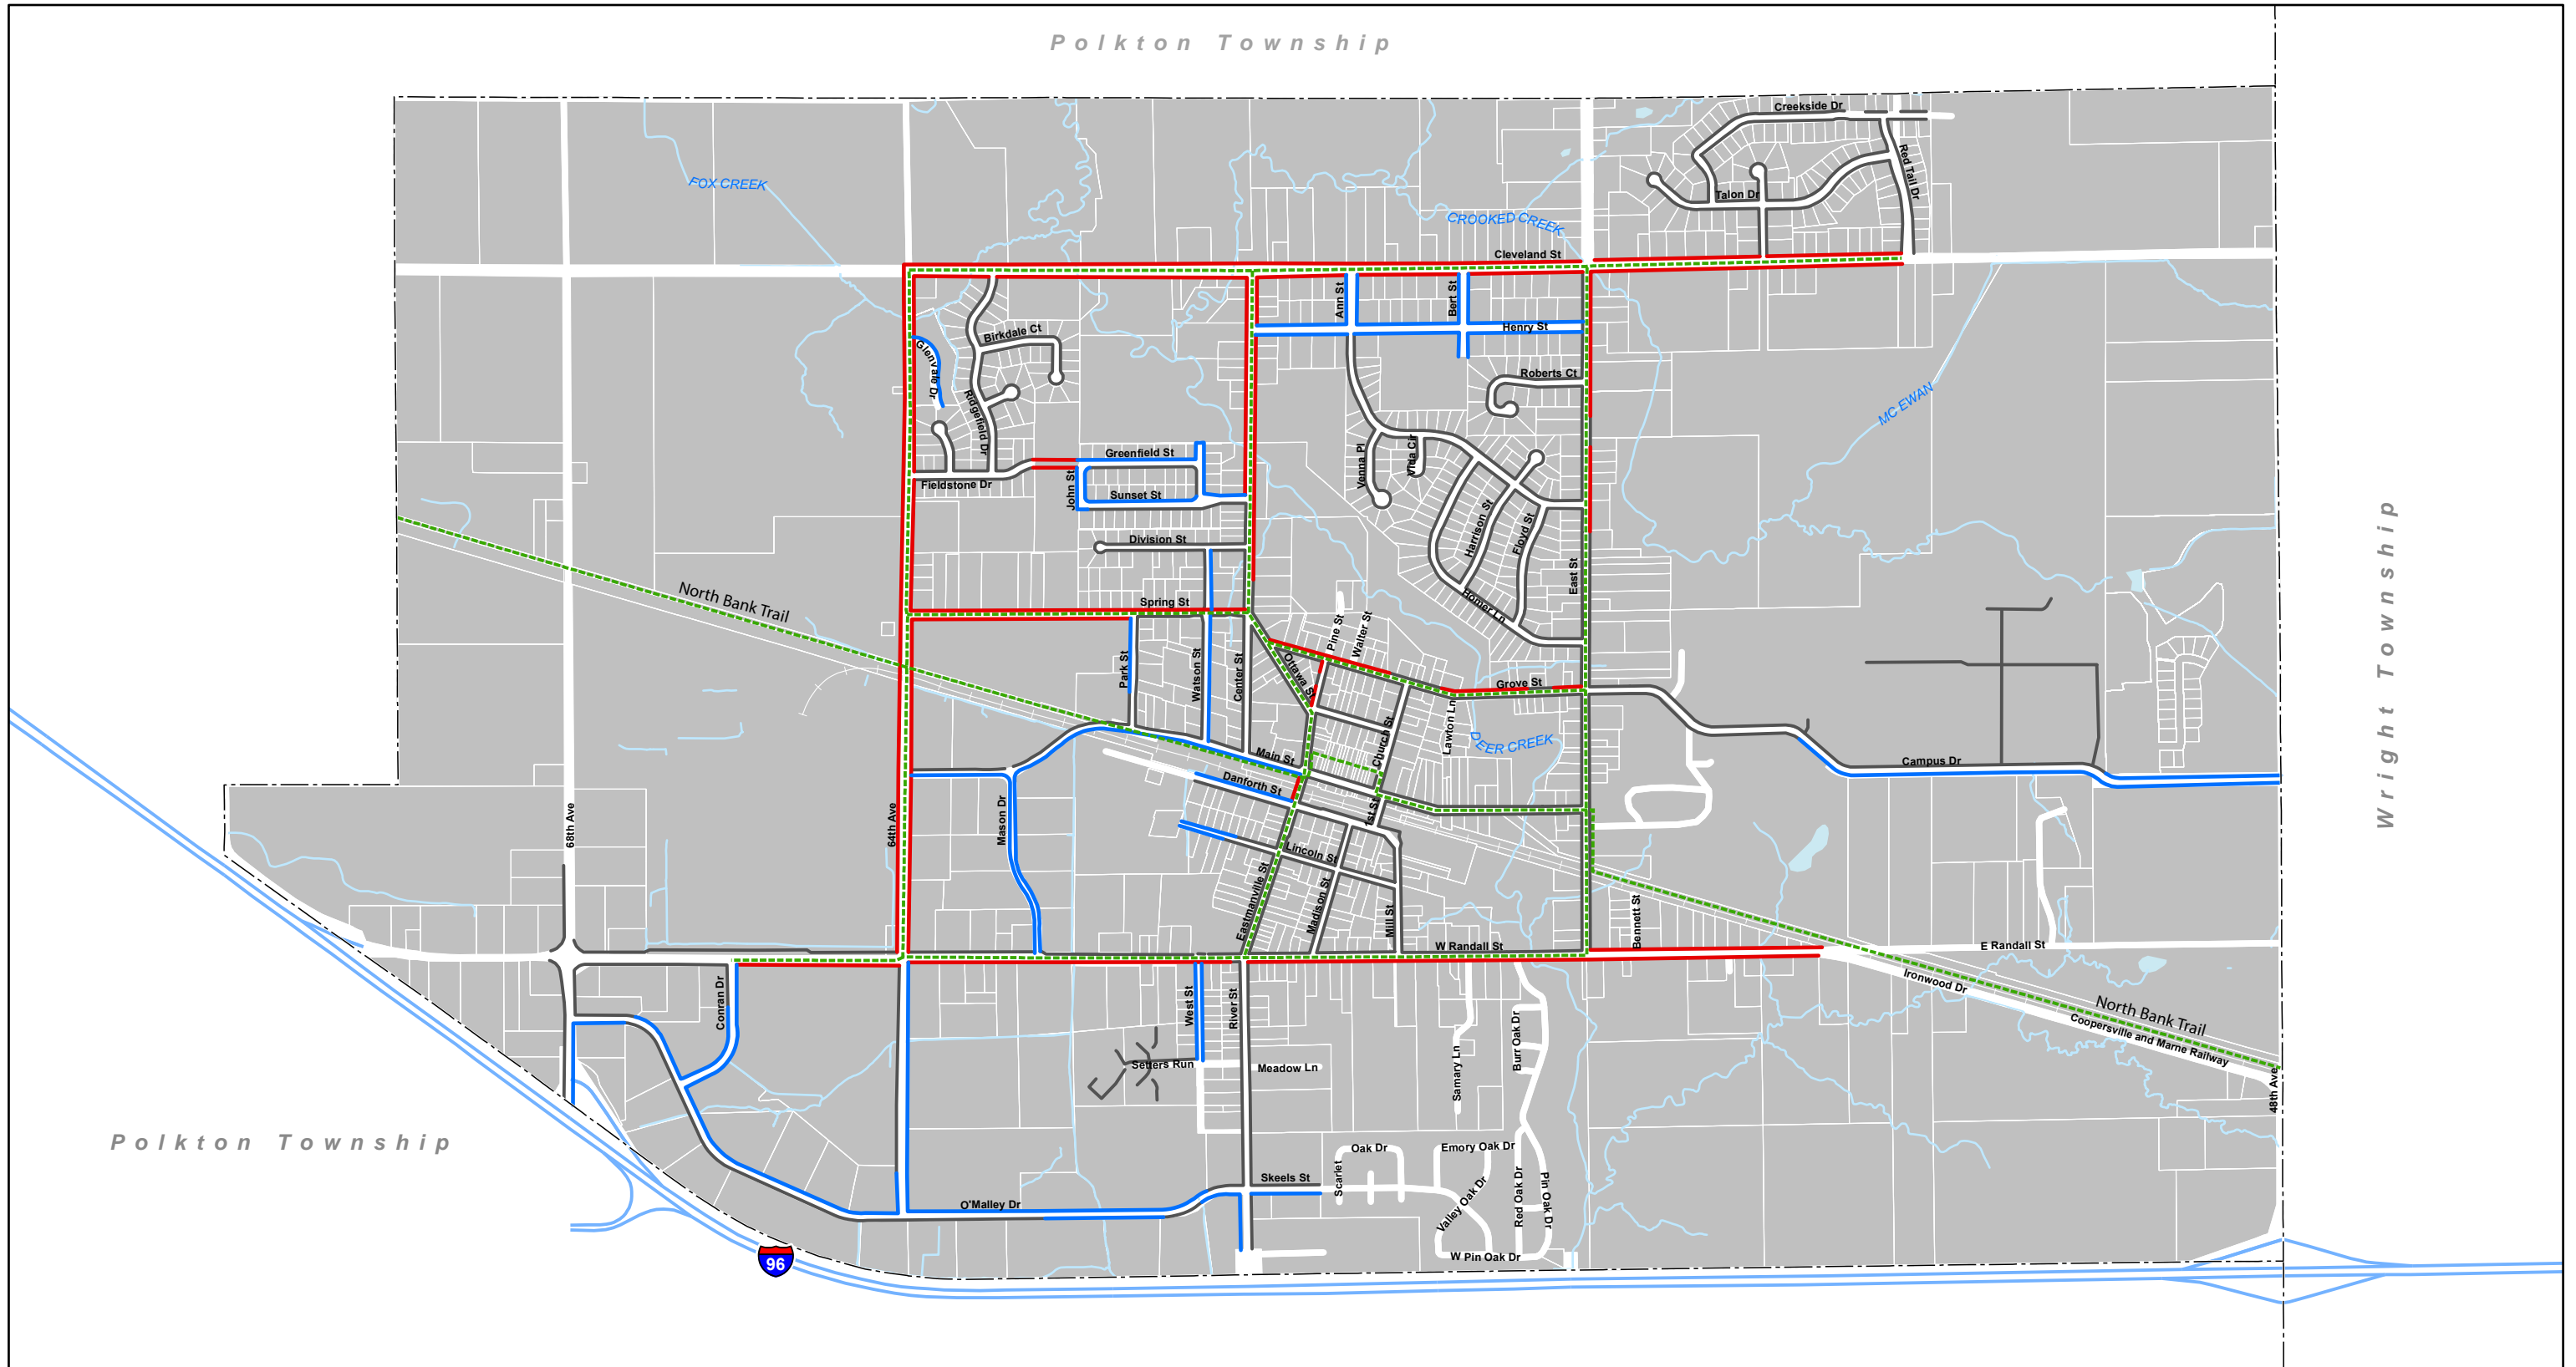 Polkton Township
Creekside Dr
Red Tail Dr
Talon Dr
FOX CREEK
CROOKED CREEK
Cleveland St
Ann St
Bert St
Henry St
Birkdale Ct
Glenvale Dr
Ridgefield Dr
Roberts Ct
MC EWAN
Venna Pl
Vida Cir
Greenfield St
John St
Sunset St
Fieldstone Dr
Harrison St
Floyd St
Division St
East St
Homer Ln
North Bank Trail
Spring St
Pine St
Walter St
Park St
Watson St
Center St
Ottawa St
Grove St
Lawton Ln
Church St
DEER CREEK
Main St
Danforth St
Campus Dr
Wright Township
68th Ave
64th Ave
Mason Dr
1st St
Lincoln St
Eastmanville St
Madison St
Mill St
Bennett St
W Randall St
E Randall St
Ironwood Dr
North Bank Trail
Coopersville and Marne Railway
48th Ave
Conran Dr
West St
River St
Setters Run
Meadow Ln
Samary Ln
Burr Oak Dr
Polkton Township
Oak Dr
Emory Oak Dr
Scarlet
Skeels St
Valley Oak Dr
Red Oak Dr
Pin Oak Dr
O'Malley Dr
W Pin Oak Dr
96